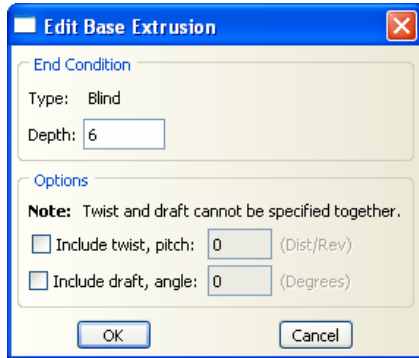 Edit Base Extrusion
End Condition
Type: Blind
Depth: 6
Options
Note: Twist and draft cannot be specified together.
Include twist, pitch: 0 (Dist/Rev)
Include draft, angle: 0 (Degrees)
OK Cancel